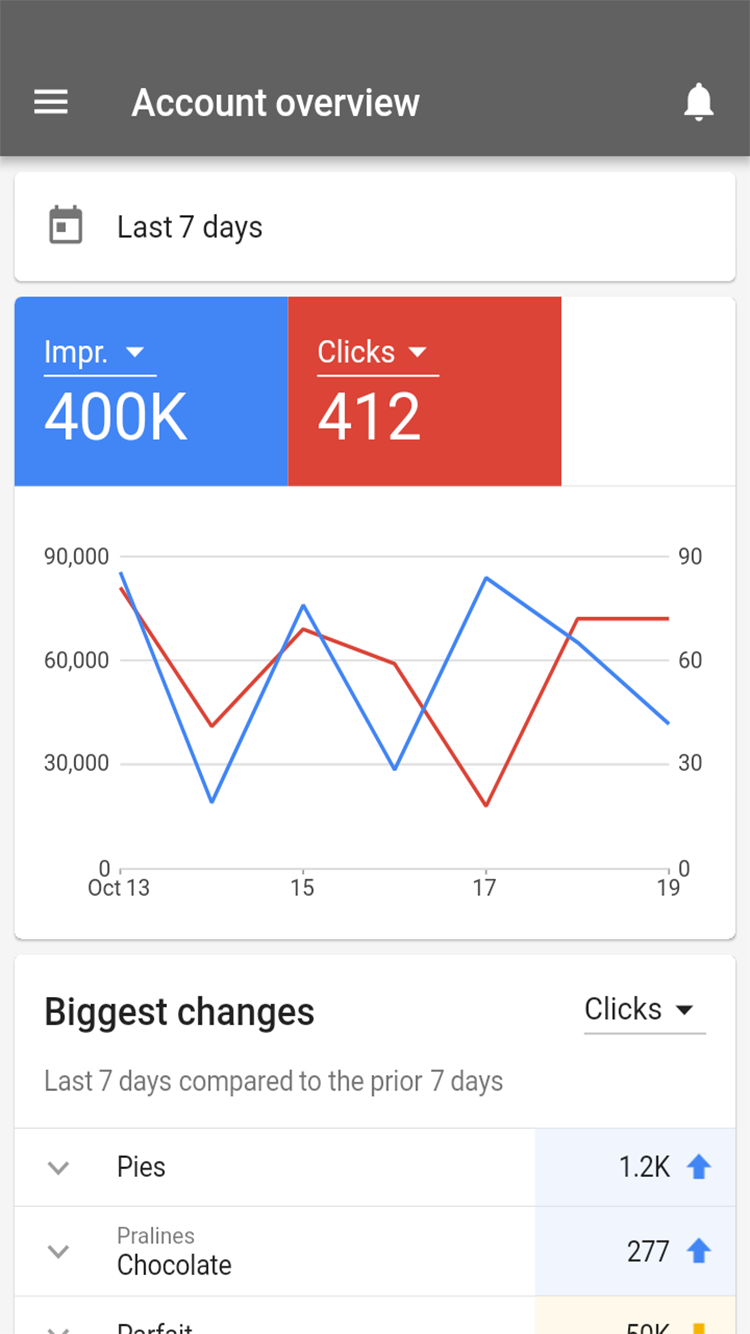 Account overview
Last 7 days
Impr. Clicks
400K 412
90,000 90
60,000 60
30,000 30
0 0
Oct 13 15 17 19
Biggest changes Clicks
Last 7 days compared to the prior 7 days
Pies 1.2K
Pralines
Chocolate 277
Parfait 50K